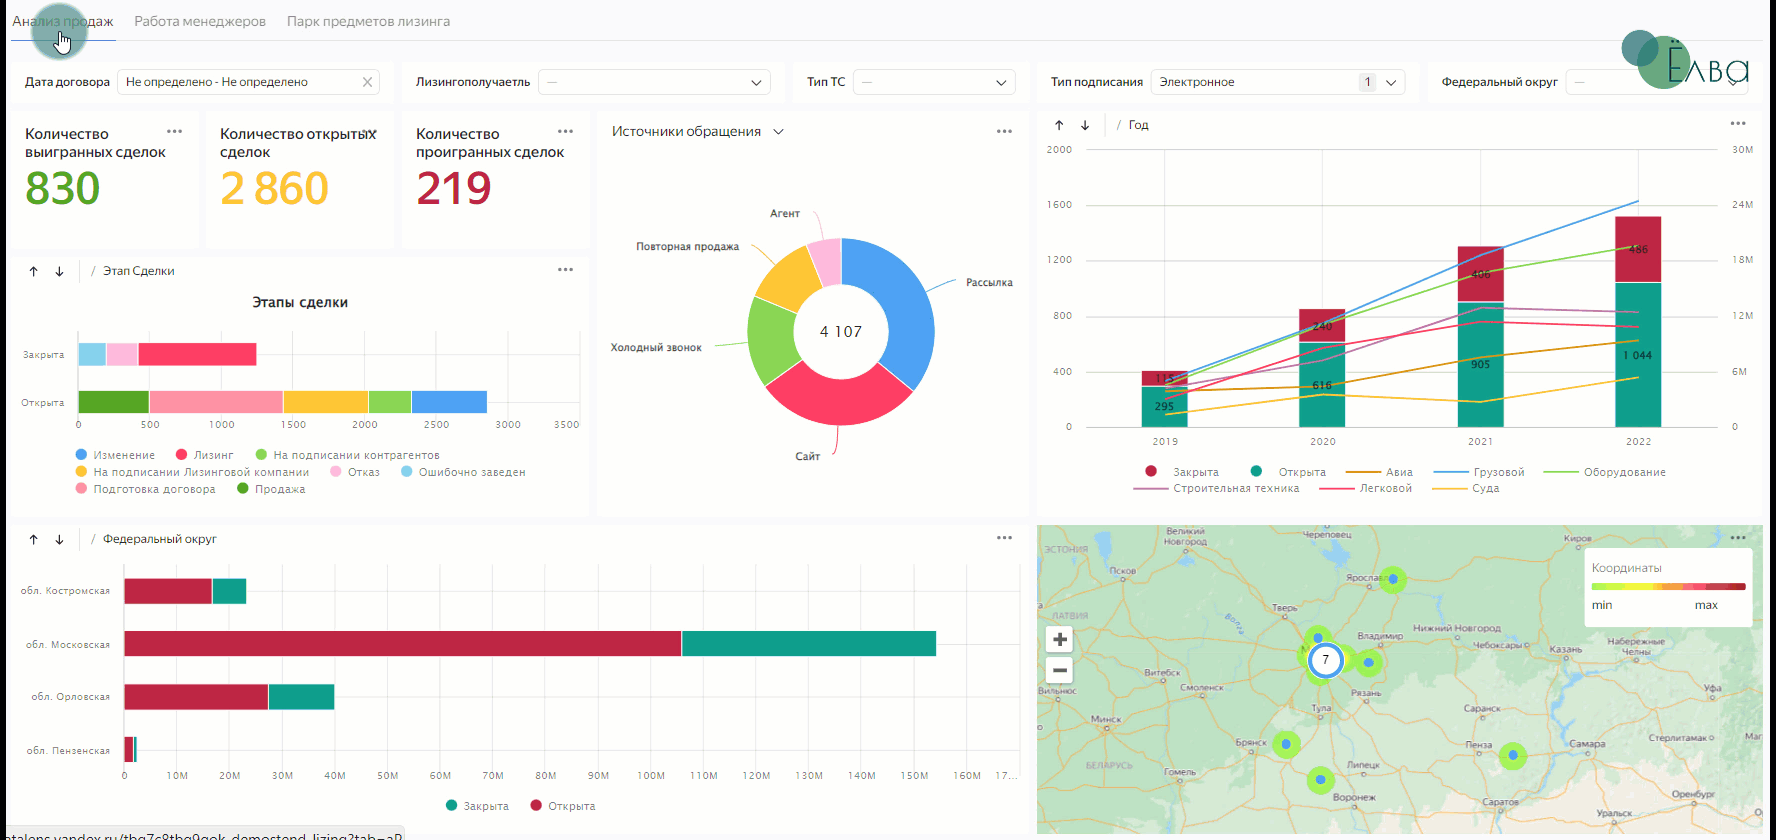 Анализ продаж
Работа менеджеров
Парк предметов лизинга
ЁЛВА
Дата договора
Не определено - Не определено
Лизингополучаетль
—
Тип ТС
—
Тип подписания
Электронное
1
Федеральный округ
—
Количество
выигранных сделок
830
Количество открытых
сделок
2 860
Количество
проигранных сделок
219
/ Этап Сделки
Этапы сделки
Закрыта
Открыта
0 500 1000 1500 2000 2500 3000 3500
Изменение Лизинг На подписании контрагентов
На подписании Лизинговой компании Отказ Ошибочно заведен
Подготовка договора Продажа
Источники обращения
Агент
Повторная продажа
Рассылка
4 107
Холодный звонок
Сайт
/ Год
2000 30M
1600 24M
1200 18M
800 12M
400 6M
0 0
115
295
240
616
406
905
486
1 044
2019 2020 2021 2022
Закрыта Открыта Авиа Грузовой Оборудование
Строительная техника Легковой Суда
/ Федеральный округ
обл. Костромская
обл. Московская
обл. Орловская
обл. Пензенская
0 10M 20M 30M 40M 50M 60M 70M 80M 90M 100M 110M 120M 130M 140M 150M 160M 17...
Закрыта Открыта
Великий
Новгород
Череповец
Киров
ЭСТОНИЯ
Псков
Ярославль
Координаты
min max
ЛАТВИЯ
Тверь
Волга
Владимир
Нижний Новгород
Чебоксары
Казань
Набережные
Челны
7
+
−
Витебск
Смоленск
Рязань
Вильнюс
Уфа
Минск
Тула
Саранск
Брянск
Пенза
Самара
Стерлитамак
Маг
БЕЛАРУСЬ
Гомель
Липецк
Воронеж
Саратов
Оренбург
Уральск